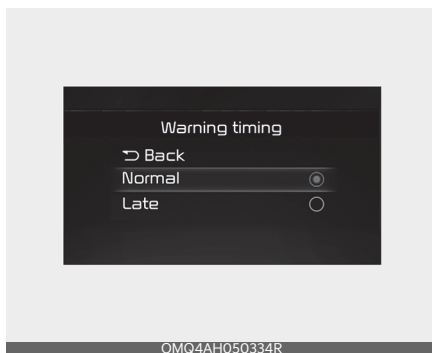 Warning timing
Back
Normal
Late
OMQ4AH050334R